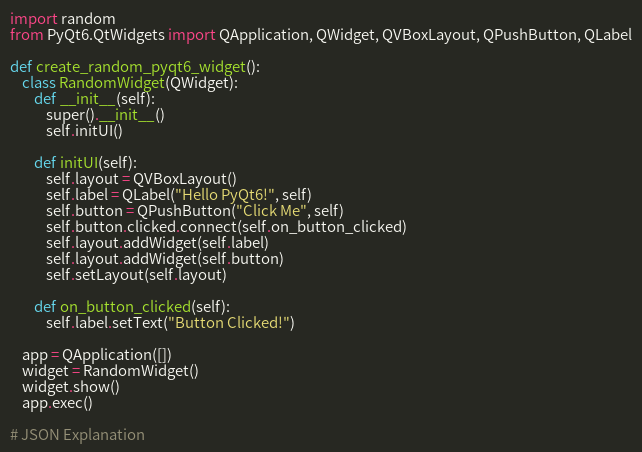 import random
from PyQt6.QtWidgets import QApplication, QWidget, QVBoxLayout, QPushButton, QLabel

def create_random_pyqt6_widget():
    class RandomWidget(QWidget):
        def __init__(self):
            super().__init__()
            self.initUI()

        def initUI(self):
            self.layout = QVBoxLayout()
            self.label = QLabel("Hello PyQt6!", self)
            self.button = QPushButton("Click Me", self)
            self.button.clicked.connect(self.on_button_clicked)
            self.layout.addWidget(self.label)
            self.layout.addWidget(self.button)
            self.setLayout(self.layout)

        def on_button_clicked(self):
            self.label.setText("Button Clicked!")

    app = QApplication([])
    widget = RandomWidget()
    widget.show()
    app.exec()

# JSON Explanation